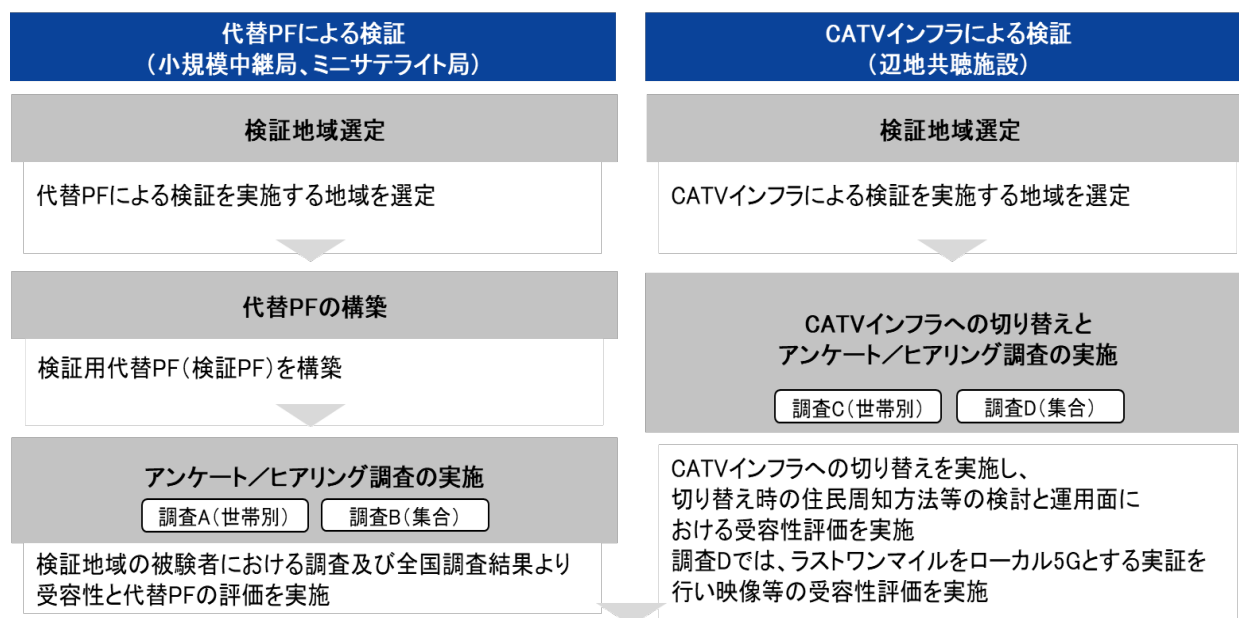 代替PFによる検証
（小規模中継局、ミニサテライト局）
検証地域選定
代替PFによる検証を実施する地域を選定
代替PFの構築
検証用代替PF（検証PF）を構築
アンケート／ヒアリング調査の実施
調査A（世帯別）
調査B（集合）
検証地域の被験者における調査及び全国調査結果より
受容性と代替PFの評価を実施
CATVインフラによる検証
（辺地共聴施設）
検証地域選定
CATVインフラによる検証を実施する地域を選定
CATVインフラへの切り替えと
アンケート／ヒアリング調査の実施
調査C（世帯別）
調査D（集合）
CATVインフラへの切り替えを実施し、
切り替え時の住民周知方法等の検討と運用面に
おける受容性評価を実施
調査Dでは、ラストワンマイルをローカル5Gとする実証を
行い映像等の受容性評価を実施